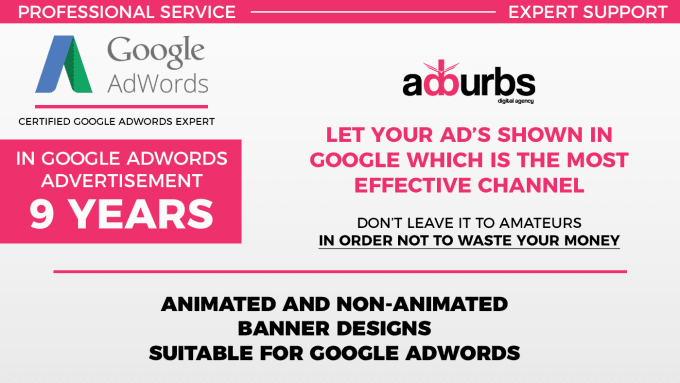 PROFESSIONAL SERVICE
EXPERT SUPPORT
Google
AdWords
CERTIFIED GOOGLE ADWORDS EXPERT
IN GOOGLE ADWORDS
ADVERTISEMENT
9 YEARS
adburbs
digital agency
LET YOUR AD'S SHOWN IN
GOOGLE WHICH IS THE MOST
EFFECTIVE CHANNEL
DON'T LEAVE IT TO AMATEURS
IN ORDER NOT TO WASTE YOUR MONEY
ANIMATED AND NON-ANIMATED
BANNER DESIGNS
SUITABLE FOR GOOGLE ADWORDS